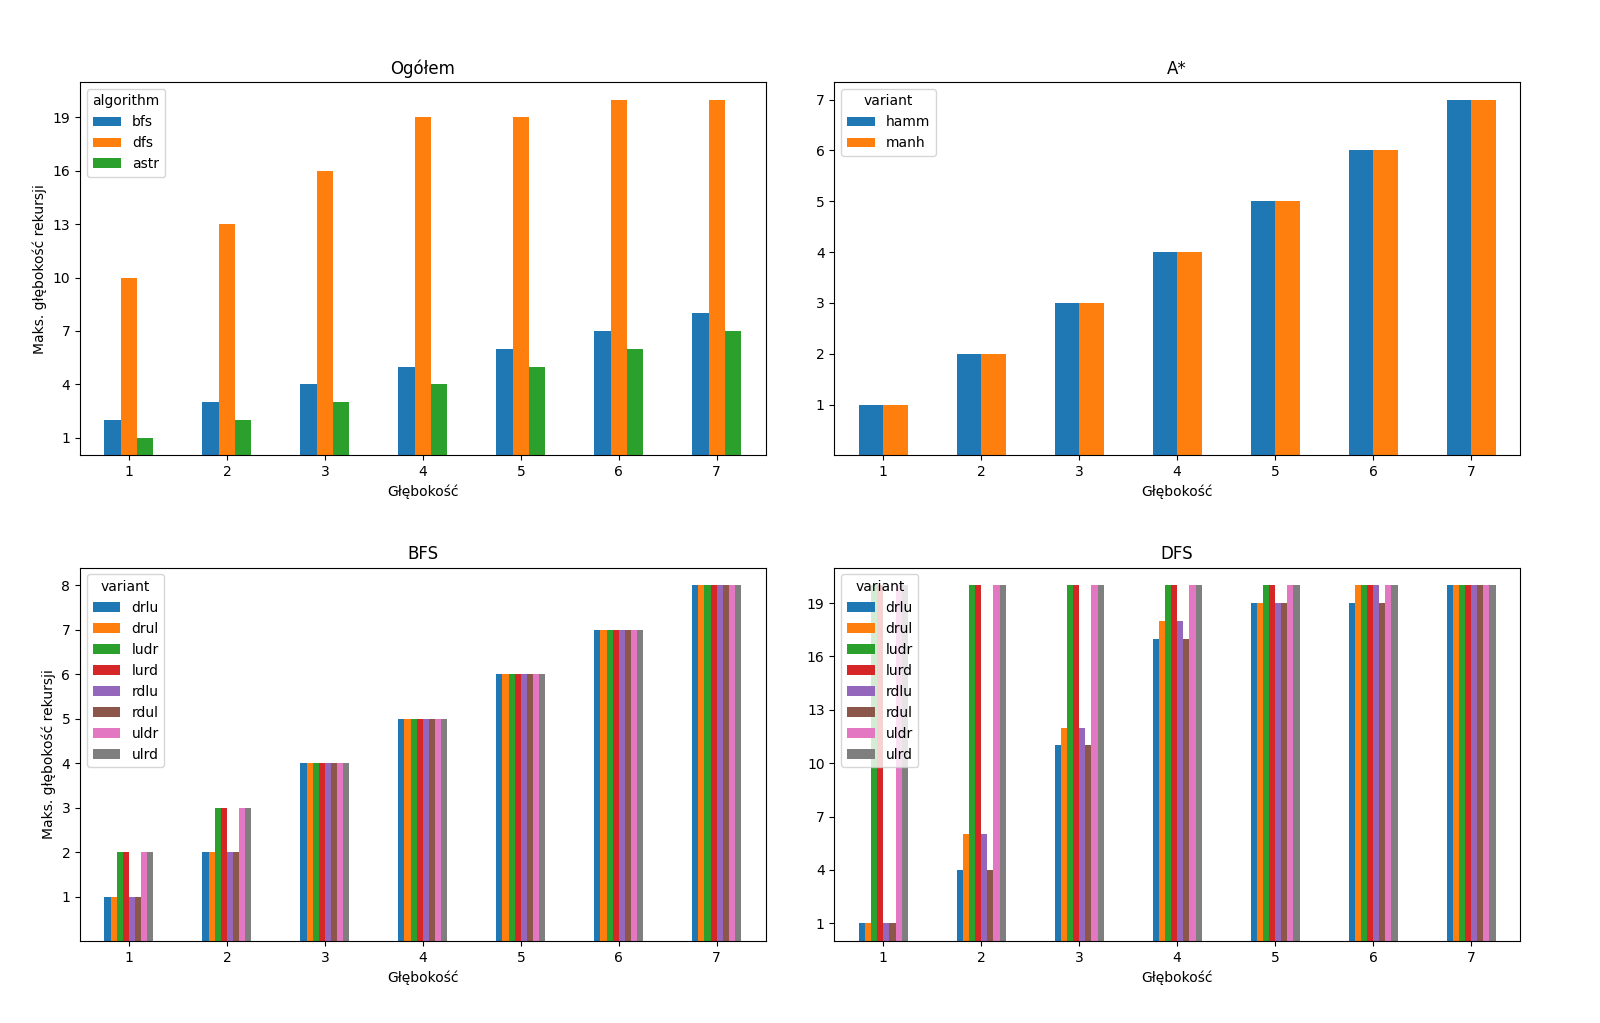 Ogółem
algorithm
bfs
dfs
astr
Maks. głębokość rekursji
19
16
13
10
7
4
1
1 2 3 4 5 6 7
Głębokość
A*
variant
hamm
manh
7
6
5
4
3
2
1
1 2 3 4 5 6 7
Głębokość
BFS
variant
drlu
drul
ludr
lurd
rdlu
rdul
uldr
ulrd
Maks. głębokość rekursji
8
7
6
5
4
3
2
1
1 2 3 4 5 6 7
Głębokość
DFS
variant
drlu
drul
ludr
lurd
rdlu
rdul
uldr
ulrd
19
16
13
10
7
4
1
1 2 3 4 5 6 7
Głębokość